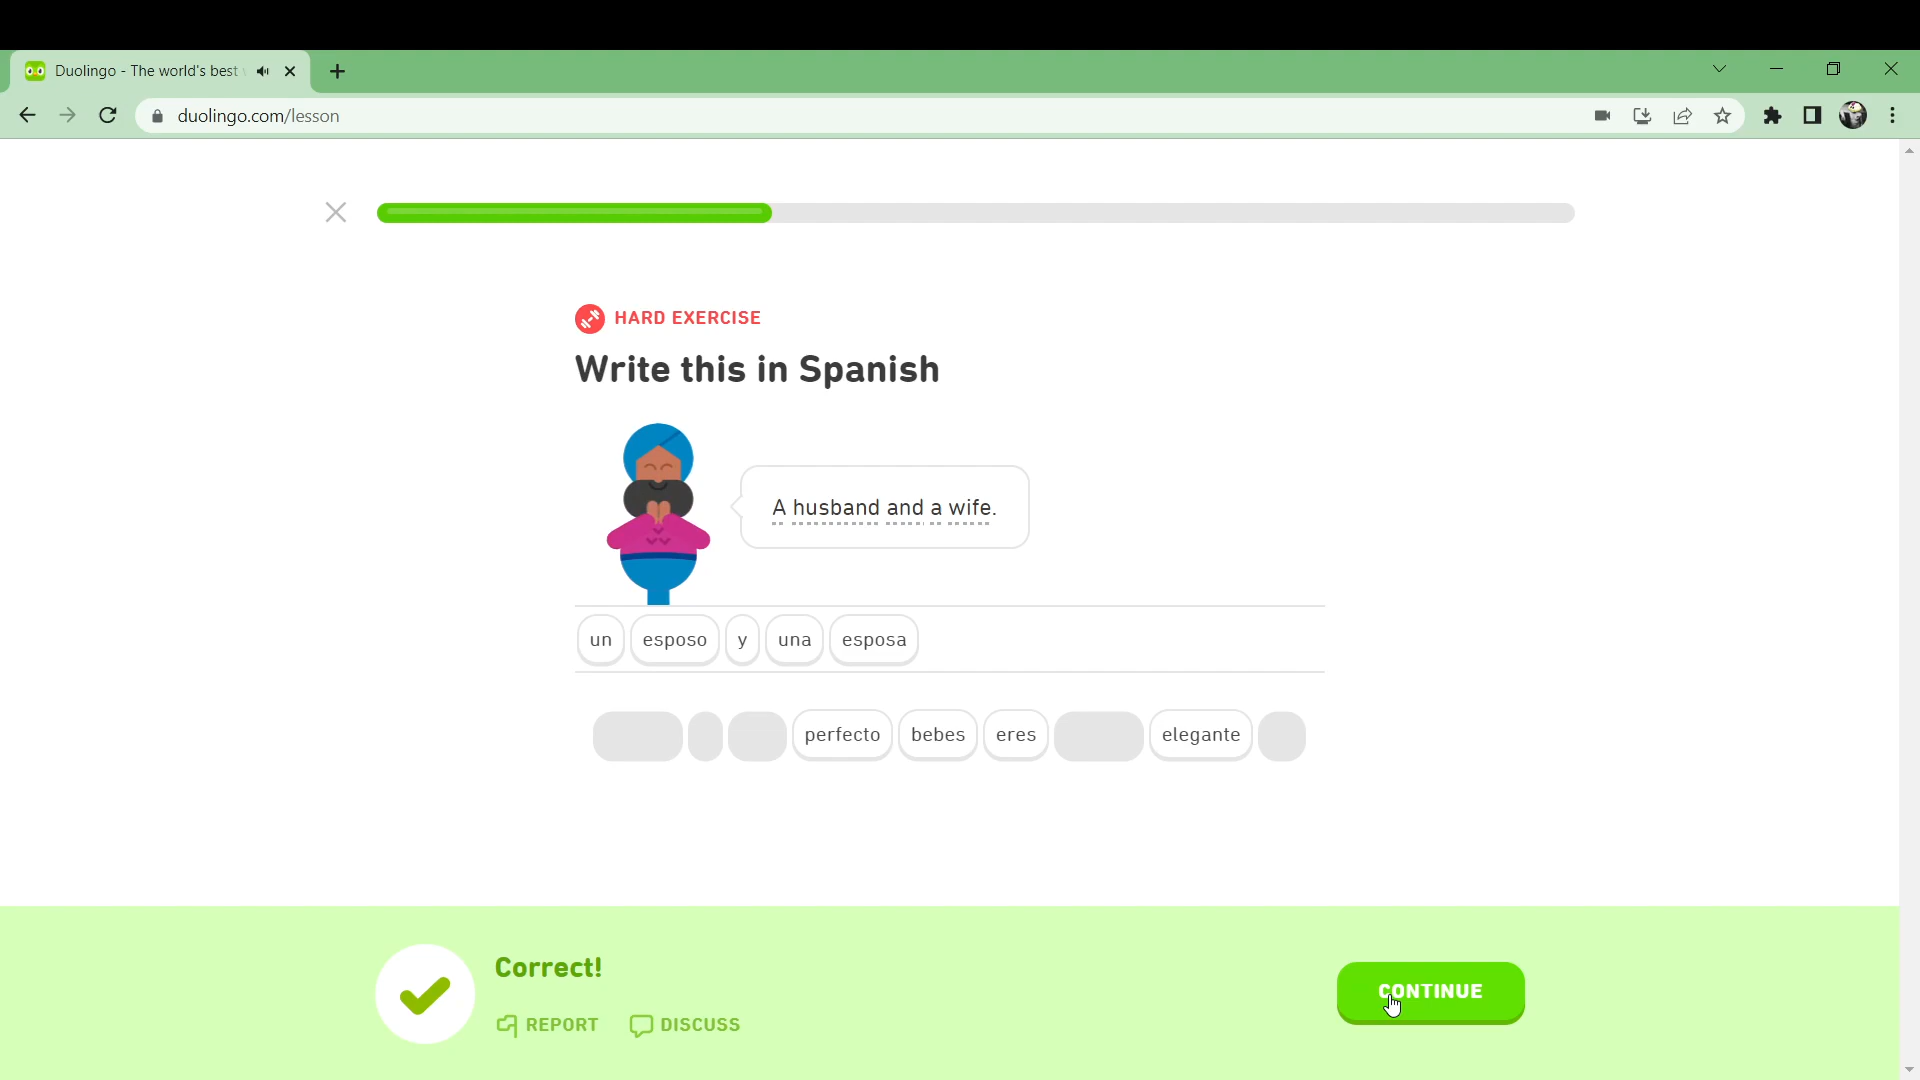 Duolingo - The world's best
duolingo.com/lesson
HARD EXERCISE
Write this in Spanish
A husband and a wife.
un esposo y una esposa
perfecto bebes eres elegante
Correct!
REPORT DISCUSS
CONTINUE